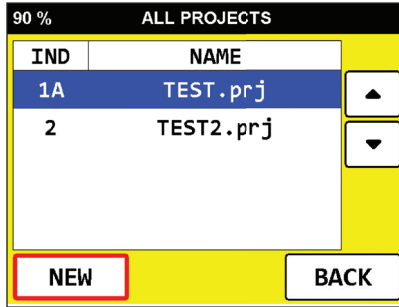 90 % ALL PROJECTS
IND NAME
1A TEST.prj
2 TEST2.prj
NEW BACK